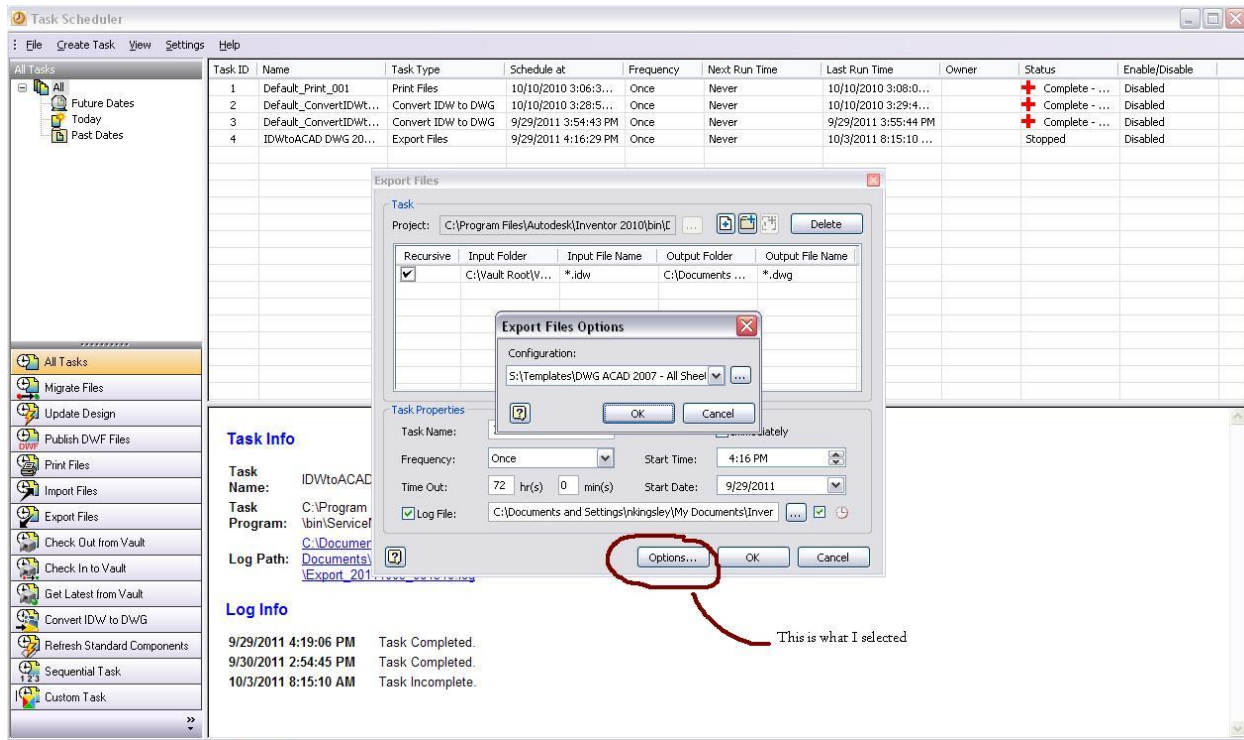 Task Scheduler
File Create Task View Settings Help
All Tasks
All
Future Dates
Today
Past Dates
Task ID Name Task Type Schedule at Frequency Next Run Time Last Run Time Owner Status Enable/Disable
1 Default_Print_001 Print Files 10/10/2010 3:06:3... Once Never 10/10/2010 3:08:0... Complete - ... Disabled
2 Default_ConvertIDWt... Convert IDW to DWG 10/10/2010 3:28:5... Once Never 10/10/2010 3:29:4... Complete - ... Disabled
3 Default_ConvertIDWt... Convert IDW to DWG 9/29/2011 3:54:43 PM Once Never 9/29/2011 3:55:44 PM Complete - ... Disabled
4 IDWtoACAD DWG 20... Export Files 9/29/2011 4:16:29 PM Once Never 10/3/2011 8:15:10 ... Stopped Disabled
Export Files
Task
Project: C:\Program Files\Autodesk\Inventor 2010\bin\ ... Delete
Recursive Input Folder Input File Name Output Folder Output File Name
C:\Vault Root\V... *.idw C:\Documents ... *.dwg
Export Files Options
Configuration:
S:\Templates\DWG ACAD 2007 - All Sheet ...
OK Cancel
Task Properties
Task Name: Immediately
Frequency: Once Start Time: 4:16 PM
Time Out: 72 hr(s) 0 min(s) Start Date: 9/29/2011
Log File: C:\Documents and Settings\nkingsley\My Documents\Inver ...
Options... OK Cancel
All Tasks
Migrate Files
Update Design
Publish DWF Files
Print Files
Import Files
Export Files
Check Out from Vault
Check In to Vault
Get Latest from Vault
Convert IDW to DWG
Refresh Standard Components
Sequential Task
Custom Task
Task Info
Task Name: IDWtoACAD
Task Program: C:\Program
\bin\Service
Log Path: C:\Documen
Documents\
\Export_201
Log Info
9/29/2011 4:19:06 PM Task Completed.
9/30/2011 2:54:45 PM Task Completed.
10/3/2011 8:15:10 AM Task Incomplete.
This is what I selected